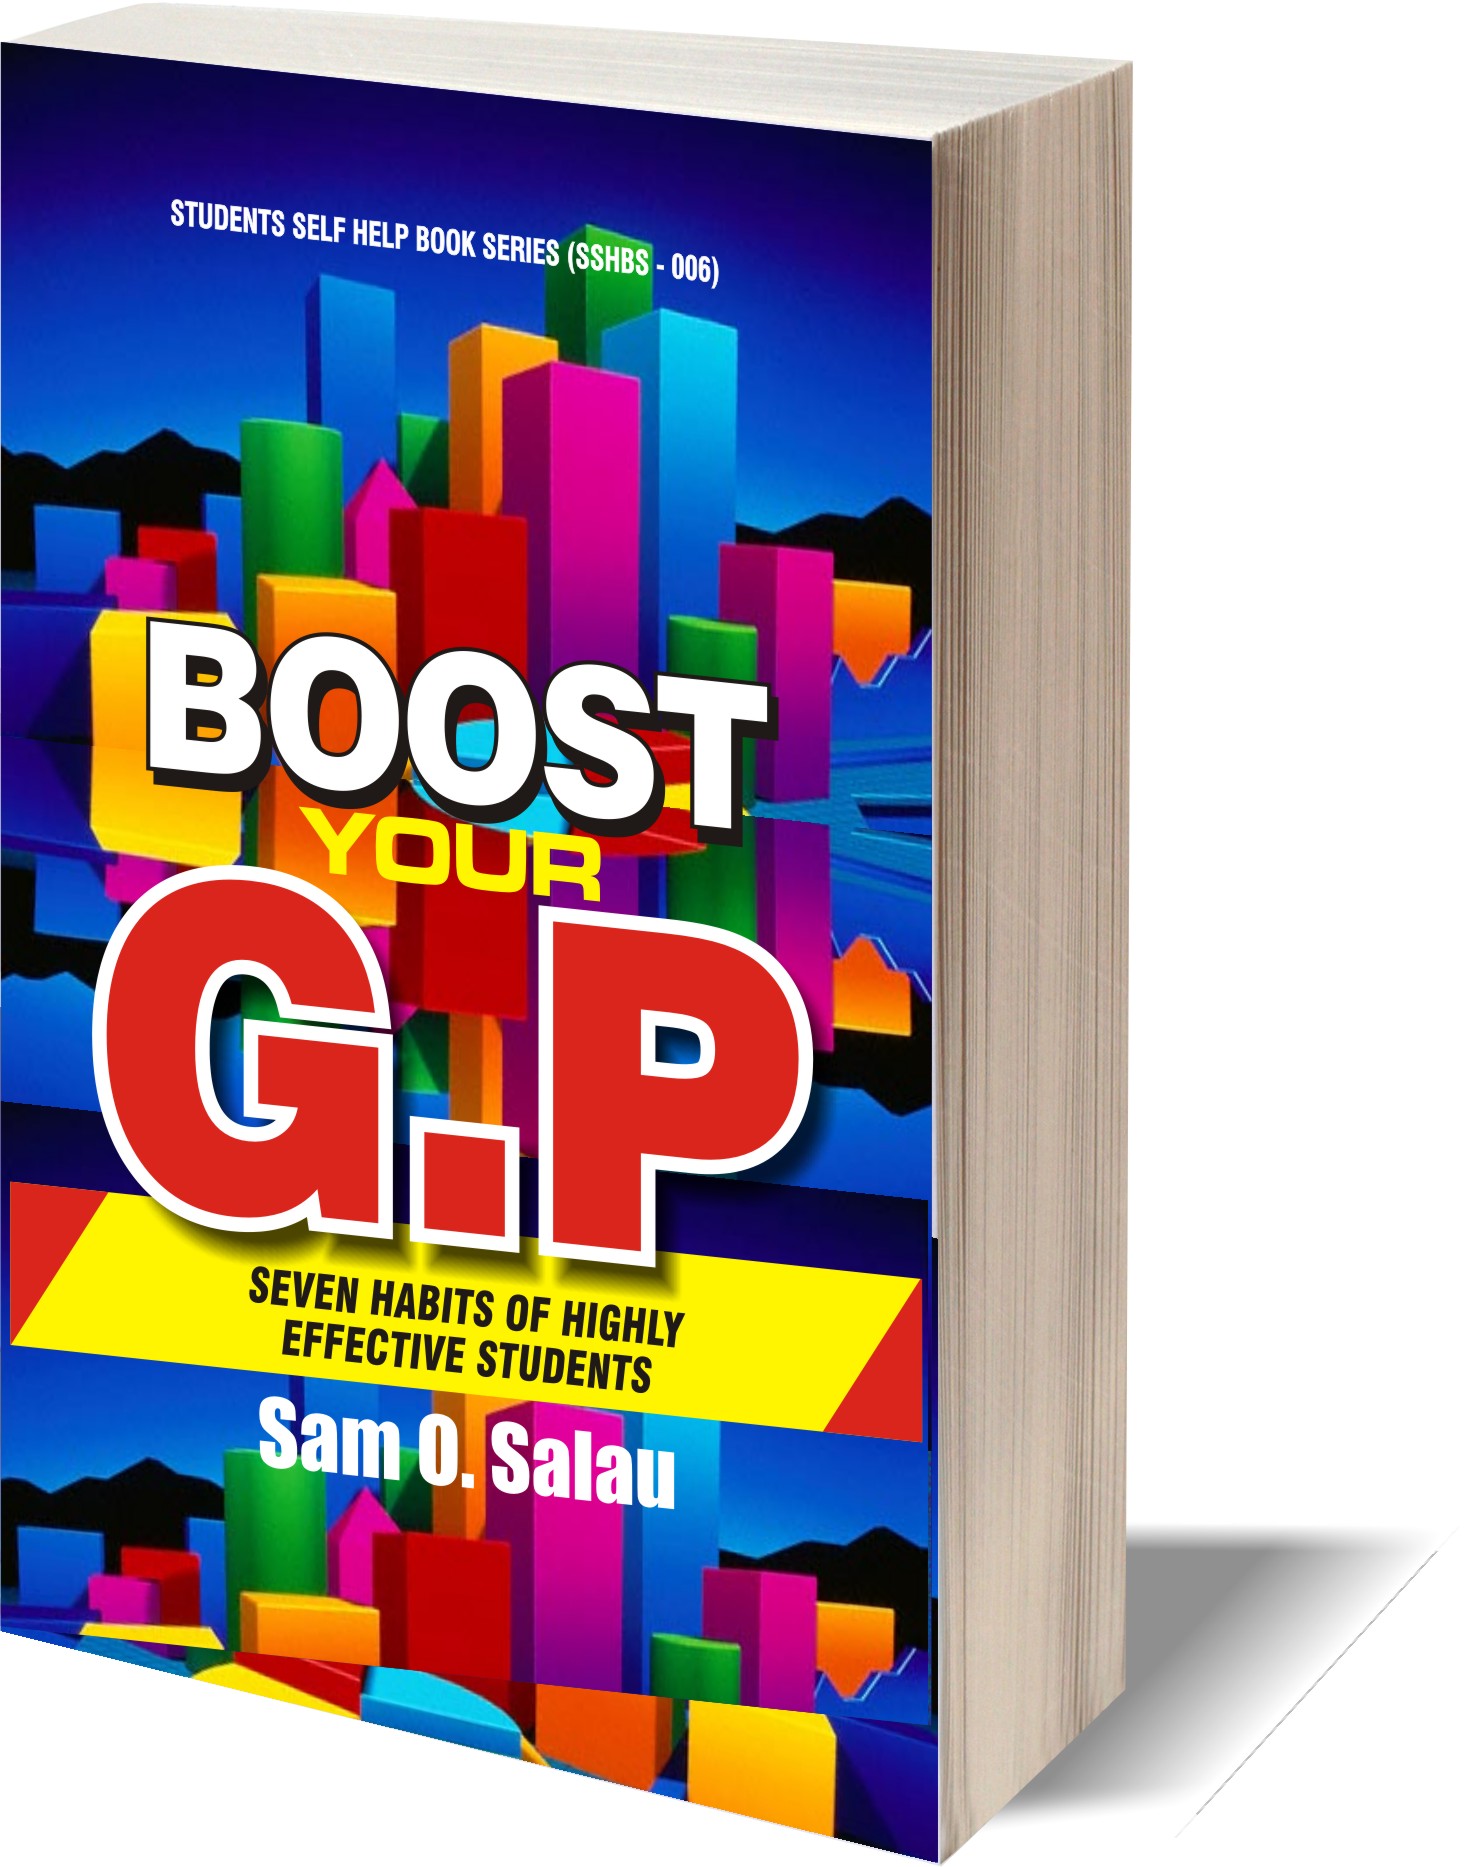 STUDENTS SELF HELP BOOK SERIES (SSHBS - 006)
BOOST
YOUR
G.P
SEVEN HABITS OF HIGHLY
EFFECTIVE STUDENTS
Sam O. Salau